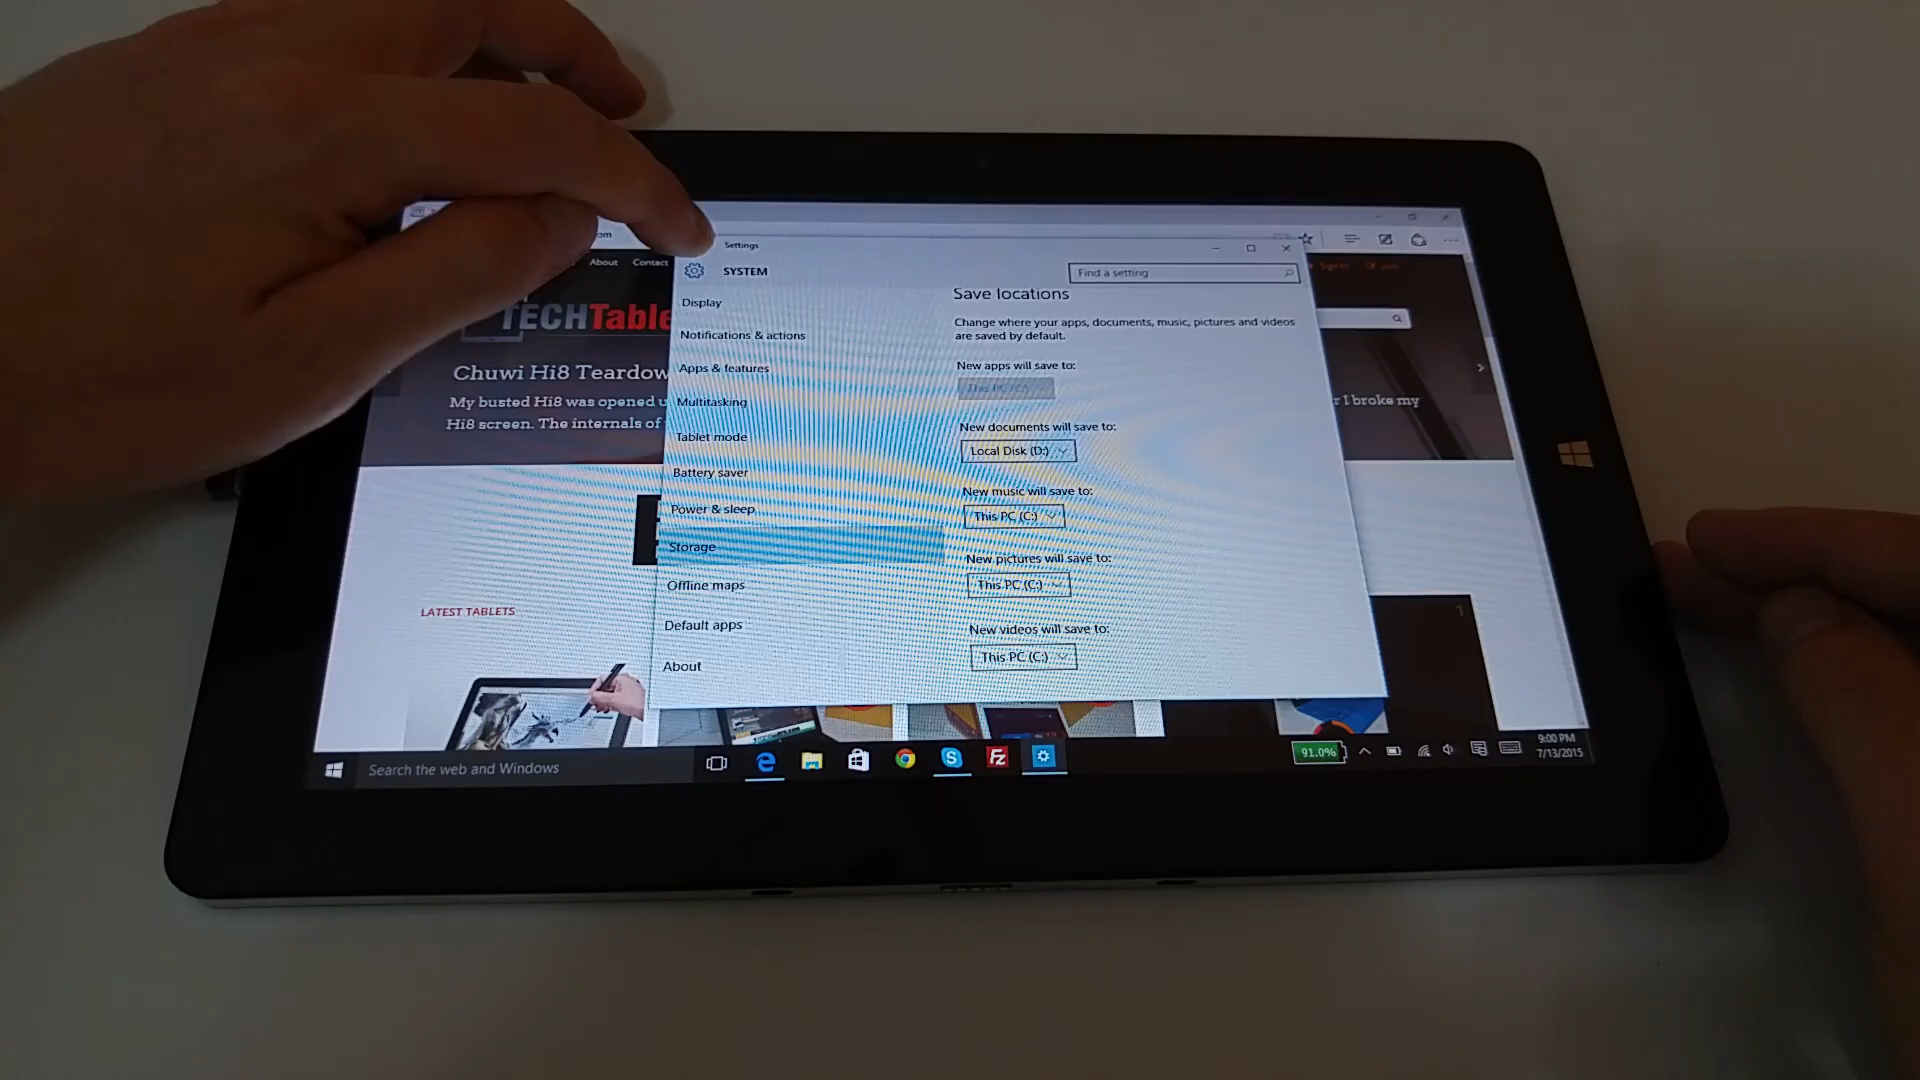 Settings
SYSTEM
Find a setting
Display
Notifications & actions
Apps & features
Multitasking
Tablet mode
Battery saver
Power & sleep
Storage
Offline maps
Default apps
About
Save locations
Change where your apps, documents, music, pictures and videos
are saved by default.
New apps will save to:
This PC (C:)
New documents will save to:
Local Disk (D:)
New music will save to:
This PC (C:)
New pictures will save to:
This PC (C:)
New videos will save to:
This PC (C:)
About
Contact
Sign In
Join
TECHTable
Chuwi Hi8 Teardow
My busted Hi8 was opened u
Hi8 screen. The internals of
r I broke my
LATEST TABLETS
Search the web and Windows
91.0%
9:00 PM
7/13/2015